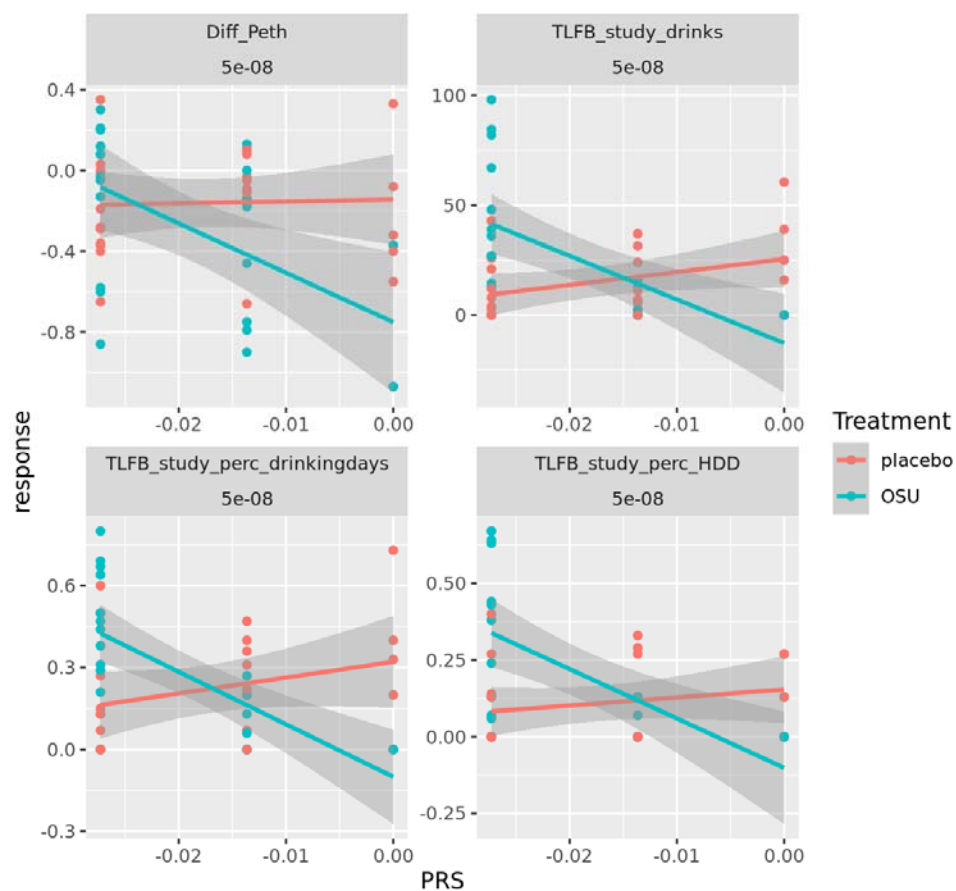 Diff_Peth
TLFB_study_drinks
5e-08
5e-08
0.4
0.0
-0.4
-0.8
100
50
0
-0.02
-0.01
0.00
-0.02
-0.01
0.00
TLFB_study_perc_drinkingdays
TLFB_study_perc_HDD
5e-08
5e-08
0.6
0.3
0.0
-0.3
0.50
0.25
0.00
-0.25
-0.02
-0.01
0.00
-0.02
-0.01
0.00
response
PRS
Treatment
placebo
OSU